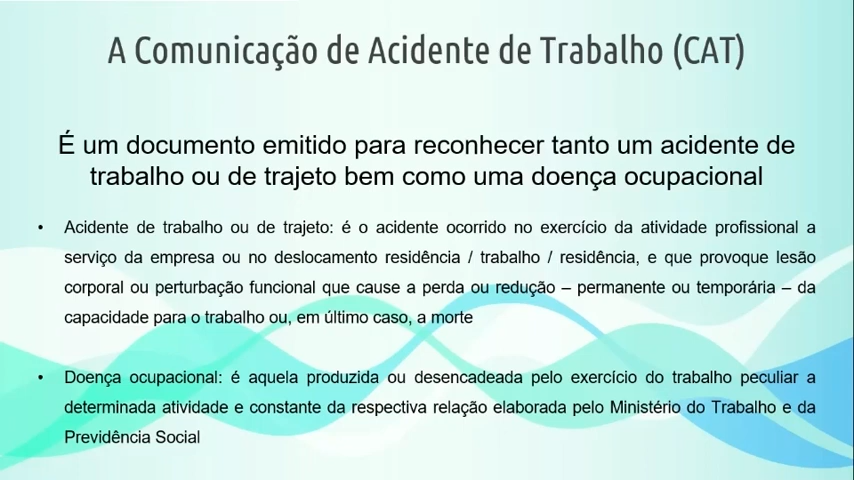 A Comunicação de Acidente de Trabalho (CAT)
É um documento emitido para reconhecer tanto um acidente de
trabalho ou de trajeto bem como uma doença ocupacional
• Acidente de trabalho ou de trajeto: é o acidente ocorrido no exercício da atividade profissional a
serviço da empresa ou no deslocamento residência / trabalho / residência, e que provoque lesão
corporal ou perturbação funcional que cause a perda ou redução – permanente ou temporária – da
capacidade para o trabalho ou, em último caso, a morte
• Doença ocupacional: é aquela produzida ou desencadeada pelo exercício do trabalho peculiar a
determinada atividade e constante da respectiva relação elaborada pelo Ministério do Trabalho e da
Previdência Social